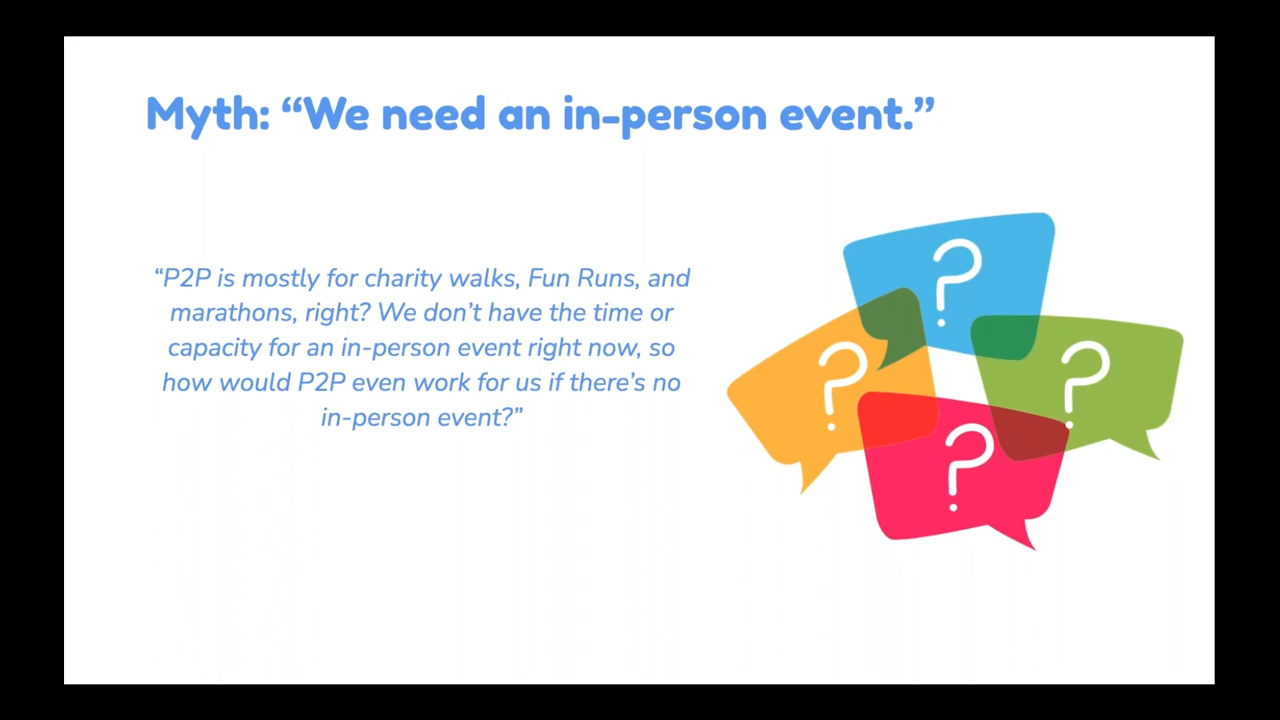 Myth: “We need an in-person event.”
“P2P is mostly for charity walks, Fun Runs, and
marathons, right? We don’t have the time or
capacity for an in-person event right now, so
how would P2P even work for us if there’s no
in-person event?”
?
?
?
?